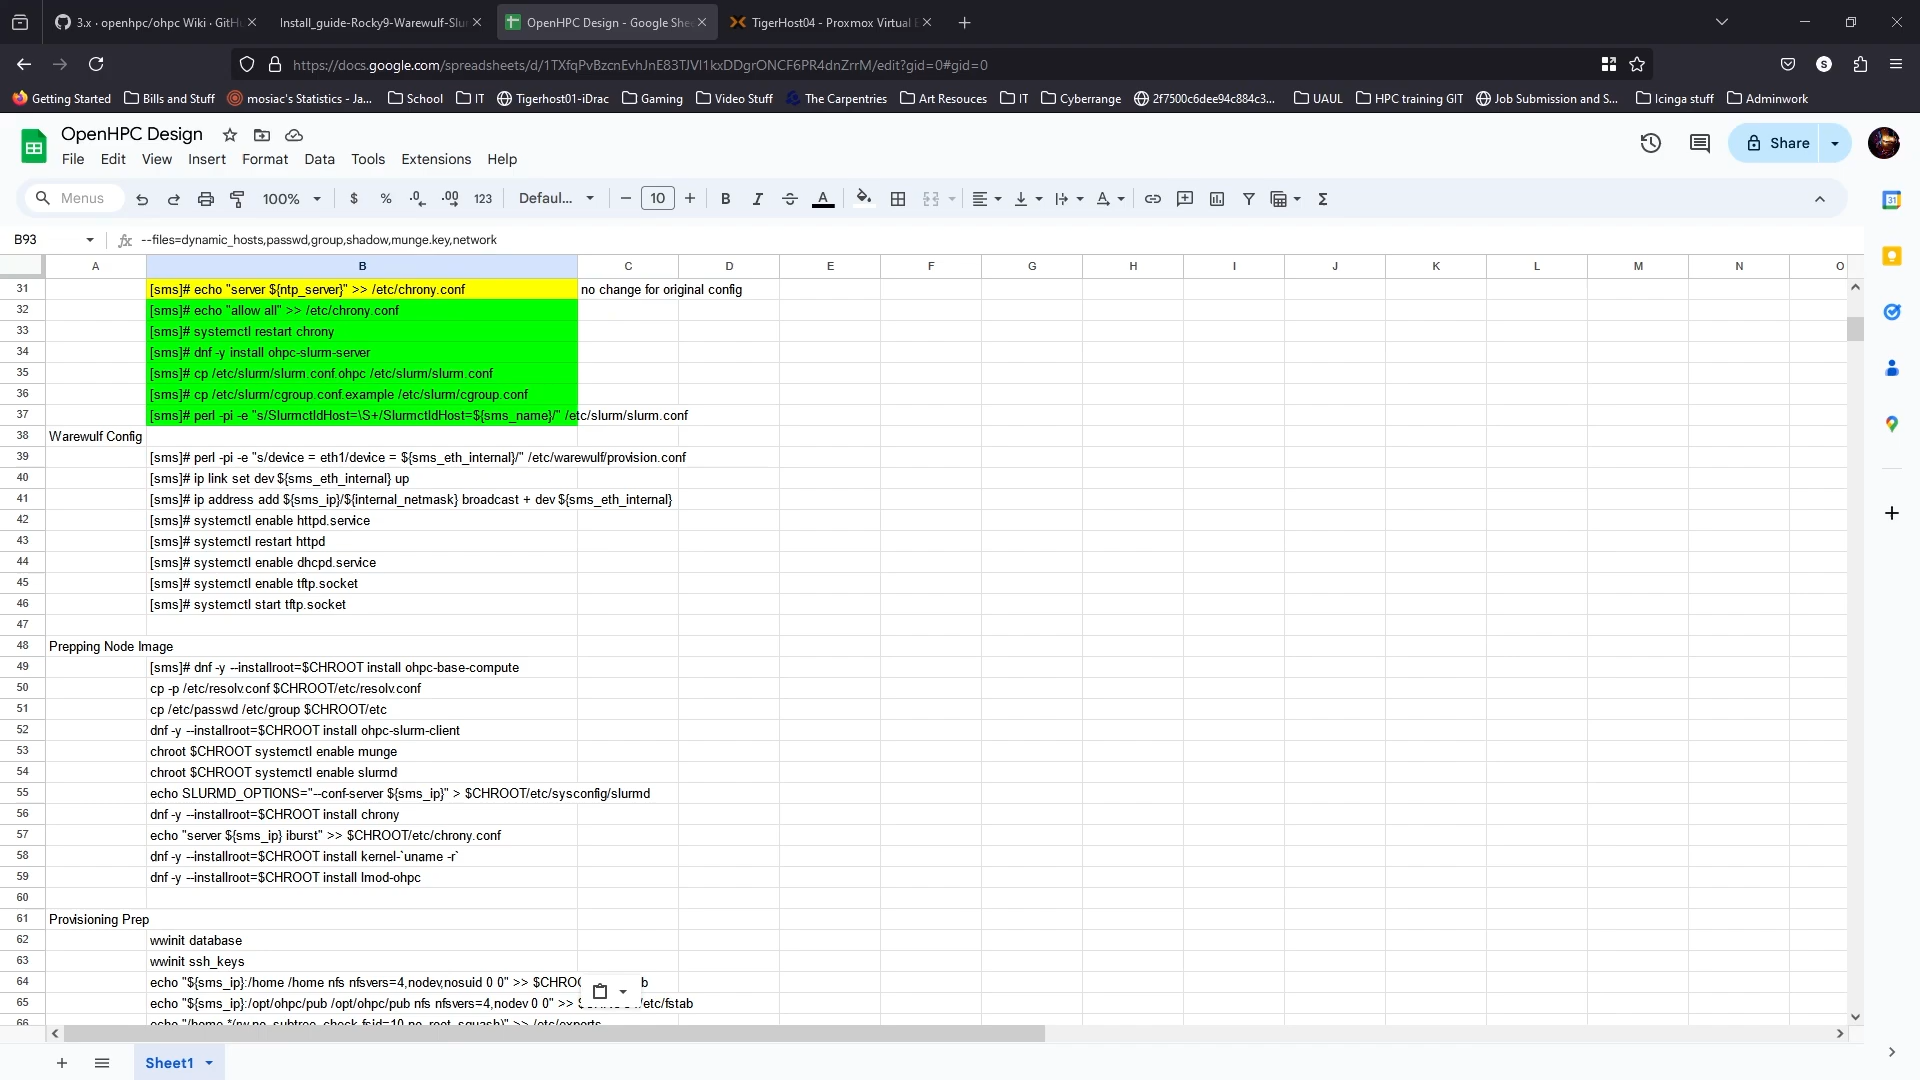 3.x · openhpc/ohpc Wiki · GitH
Install_guide-Rocky9-Warewulf-Slu
OpenHPC Design - Google She
TigerHost04 - Proxmox Virtual
https://docs.google.com/spreadsheets/d/1TXfqPvBzcnEvhJnE83TJVl1kxDDgrONCF6PR4dnZrrM/edit?gid=0#gid=0
S
Getting Started
Bills and Stuff
mosiac's Statistics - Ja...
School
IT
Tigerhost01-iDrac
Gaming
Video Stuff
The Carpentries
Art Resouces
IT
Cyberrange
2f7500c6dee94c884c3...
UAUL
HPC training GIT
Job Submission and S...
Icinga stuff
Adminwork
OpenHPC Design
File Edit View Insert Format Data Tools Extensions Help
Share
Menus
100%
$ % .0 .00 123
Defaul...
10
B I A Σ
31
B93
fx --files=dynamic_hosts,passwd,group,shadow,munge.key,network
A B C D E F G H I J K L M N O
31 [sms]# echo "server ${ntp_server}" >> /etc/chrony.conf no change for original config
32 [sms]# echo "allow all" >> /etc/chrony.conf
33 [sms]# systemctl restart chrony
34 [sms]# dnf -y install ohpc-slurm-server
35 [sms]# cp /etc/slurm/slurm.conf.ohpc /etc/slurm/slurm.conf
36 [sms]# cp /etc/slurm/cgroup.conf.example /etc/slurm/cgroup.conf
37 [sms]# perl -pi -e "s/SlurmctldHost=\S+/SlurmctldHost=${sms_name}/" /etc/slurm/slurm.conf
38 Warewulf Config
39 [sms]# perl -pi -e "s/device = eth1/device = ${sms_eth_internal}/" /etc/warewulf/provision.conf
40 [sms]# ip link set dev ${sms_eth_internal} up
41 [sms]# ip address add ${sms_ip}/${internal_netmask} broadcast + dev ${sms_eth_internal}
42 [sms]# systemctl enable httpd.service
43 [sms]# systemctl restart httpd
44 [sms]# systemctl enable dhcpd.service
45 [sms]# systemctl enable tftp.socket
46 [sms]# systemctl start tftp.socket
47
48 Prepping Node Image
49 [sms]# dnf -y --installroot=$CHROOT install ohpc-base-compute
50 cp -p /etc/resolv.conf $CHROOT/etc/resolv.conf
51 cp /etc/passwd /etc/group $CHROOT/etc
52 dnf -y --installroot=$CHROOT install ohpc-slurm-client
53 chroot $CHROOT systemctl enable munge
54 chroot $CHROOT systemctl enable slurmd
55 echo SLURMD_OPTIONS="--conf-server ${sms_ip}" > $CHROOT/etc/sysconfig/slurmd
56 dnf -y --installroot=$CHROOT install chrony
57 echo "server ${sms_ip} iburst" >> $CHROOT/etc/chrony.conf
58 dnf -y --installroot=$CHROOT install kernel-`uname -r`
59 dnf -y --installroot=$CHROOT install lmod-ohpc
60
61 Provisioning Prep
62 wwinit database
63 wwinit ssh_keys
64 echo "${sms_ip}:/home /home nfs nfsvers=4,nodev,nosuid 0 0" >> $CHRO b
65 echo "${sms_ip}:/opt/ohpc/pub /opt/ohpc/pub nfs nfsvers=4,nodev 0 0" >> /etc/fstab
66 echo "/home *(rw,no_subtree_check,fsid=10,no_root_squash)" >> /etc/exports
Sheet1